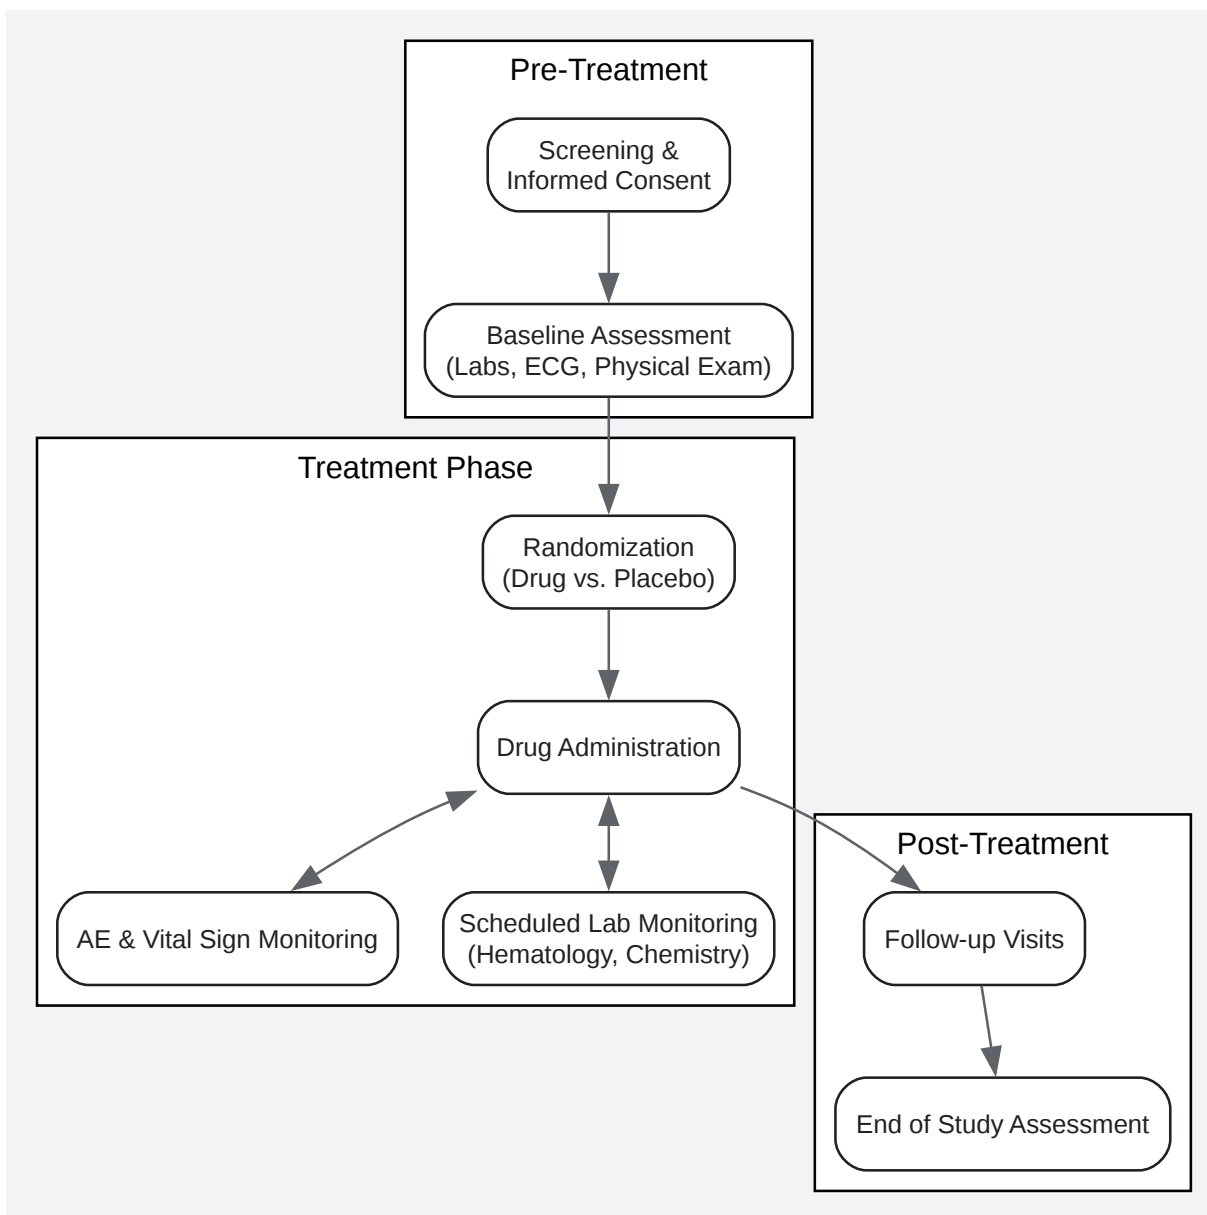 Pre-Treatment
Screening &
Informed Consent
Baseline Assessment
(Labs, ECG, Physical Exam)
Treatment Phase
Randomization
(Drug vs. Placebo)
Drug Administration
AE & Vital Sign Monitoring
Scheduled Lab Monitoring
(Hematology, Chemistry)
Post-Treatment
Follow-up Visits
End of Study Assessment